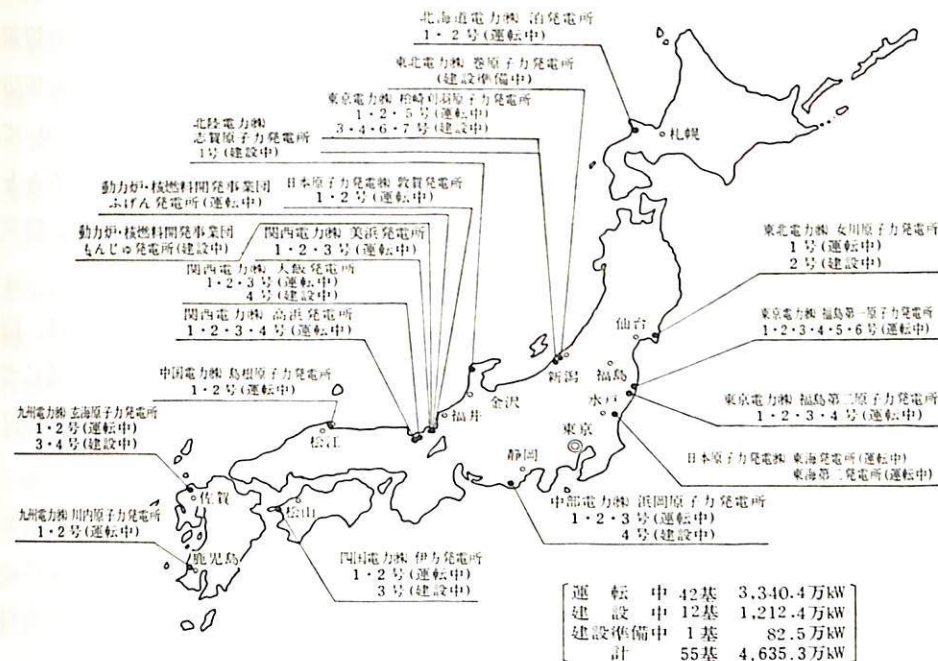 北海道電力㈱ 泊発電所
1・2号(運転中)
東北電力㈱ 巻原子力発電所
(建設準備中)
東京電力㈱ 柏崎刈羽原子力発電所
1・2・5号(運転中)
3・4・6・7号(建設中)
北陸電力㈱
志賀原子力発電所
1号(建設中)
動力炉・核燃料開発事業団
ふげん発電所(運転中)
日本原子力発電㈱ 敦賀発電所
1・2号(運転中)
動力炉・核燃料開発事業団
もんじゅ発電所(建設中)
関西電力㈱ 美浜発電所
1・2・3号(運転中)
関西電力㈱ 大飯発電所
1・2・3号(運転中)
4号(建設中)
関西電力㈱ 高浜発電所
1・2・3・4号(運転中)
中国電力㈱ 島根原子力発電所
1・2号(運転中)
九州電力㈱ 玄海原子力発電所
1・2号(運転中)
3・4号(建設中)
九州電力㈱ 川内原子力発電所
1・2号(運転中)
四国電力㈱ 伊方発電所
1・2号(運転中)
3号(建設中)
東北電力㈱ 女川原子力発電所
1号(運転中)
2号(建設中)
東京電力㈱ 福島第一原子力発電所
1・2・3・4・5・6号(運転中)
東京電力㈱ 福島第二原子力発電所
1・2・3・4号(運転中)
日本原子力発電㈱ 東海発電所(運転中)
東海第二発電所(運転中)
中部電力㈱ 浜岡原子力発電所
1・2・3号(運転中)
4号(建設中)
札幌
仙台
新潟
福島
金沢
水戸
福井
東京
松江
静岡
佐賀
松山
鹿児島
運転中 42基 3,340.4万kW
建設中 12基 1,212.4万kW
建設準備中 1基 82.5万kW
計 55基 4,635.3万kW